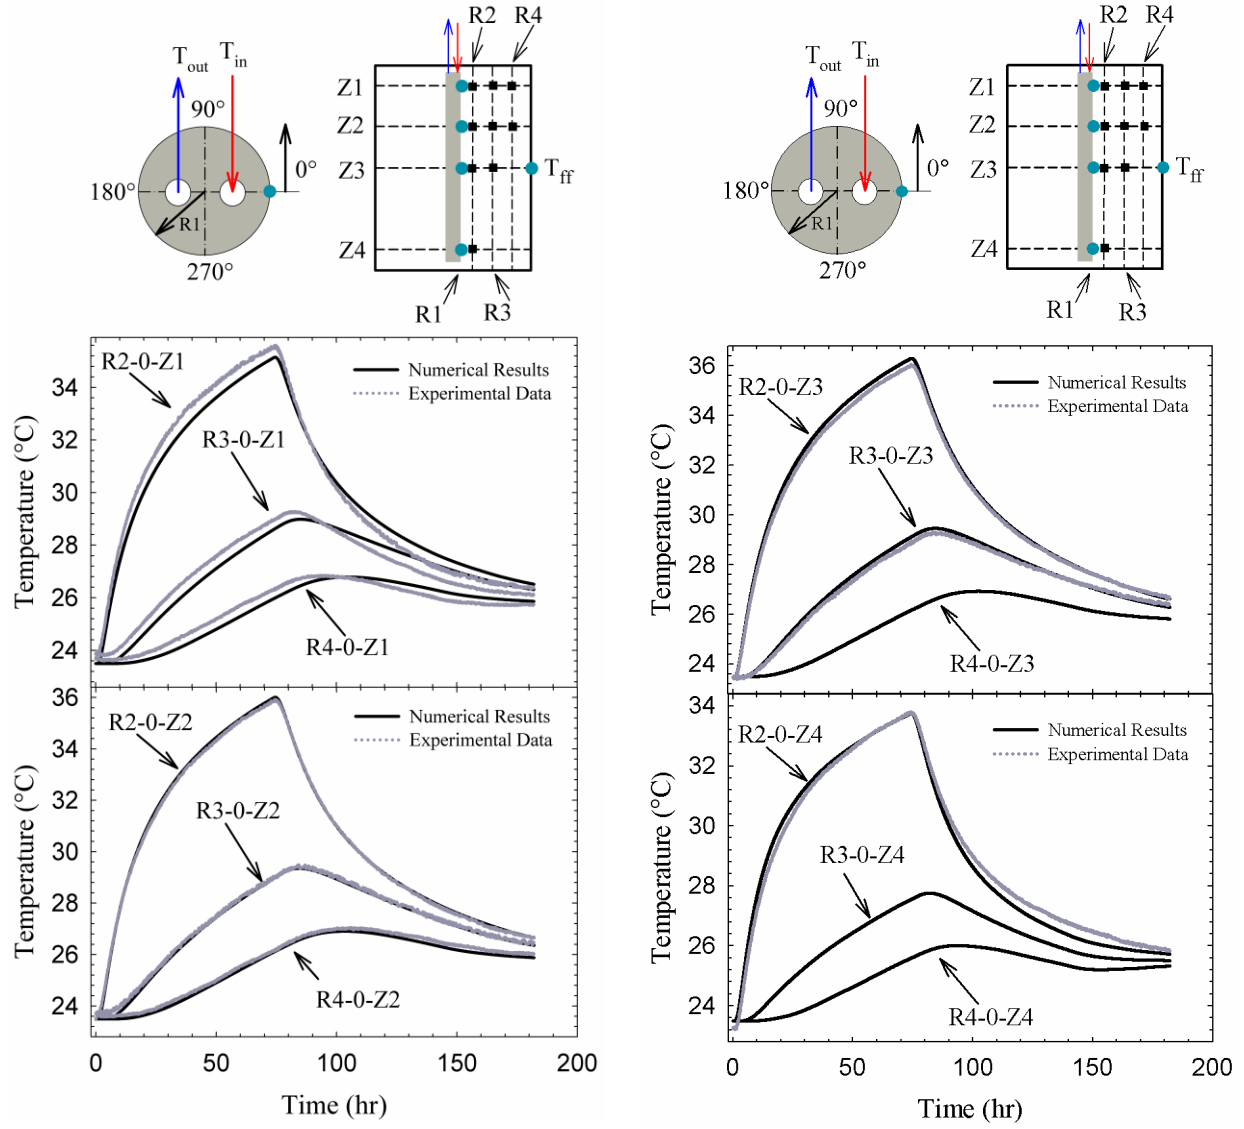 R2 R4
T out T in
90°
0°
180°
R1
270°
Z1
Z2
Z3
Z4
T ff
R1 R3
R2-0-Z1
R3-0-Z1
R4-0-Z1
Numerical Results
Experimental Data
Temperature (°C)
34
32
30
28
26
24
R2-0-Z2
R3-0-Z2
R4-0-Z2
Numerical Results
Experimental Data
Temperature (°C)
36
34
32
30
28
26
24
0 50 100 150 200
Time (hr)
R2 R4
T out T in
90°
0°
180°
R1
270°
Z1
Z2
Z3
Z4
T ff
R1 R3
R2-0-Z3
R3-0-Z3
R4-0-Z3
Numerical Results
Experimental Data
Temperature (°C)
36
34
32
30
28
26
24
R2-0-Z4
R3-0-Z4
R4-0-Z4
Numerical Results
Experimental Data
Temperature (°C)
34
32
30
28
26
24
0 50 100 150 200
Time (hr)